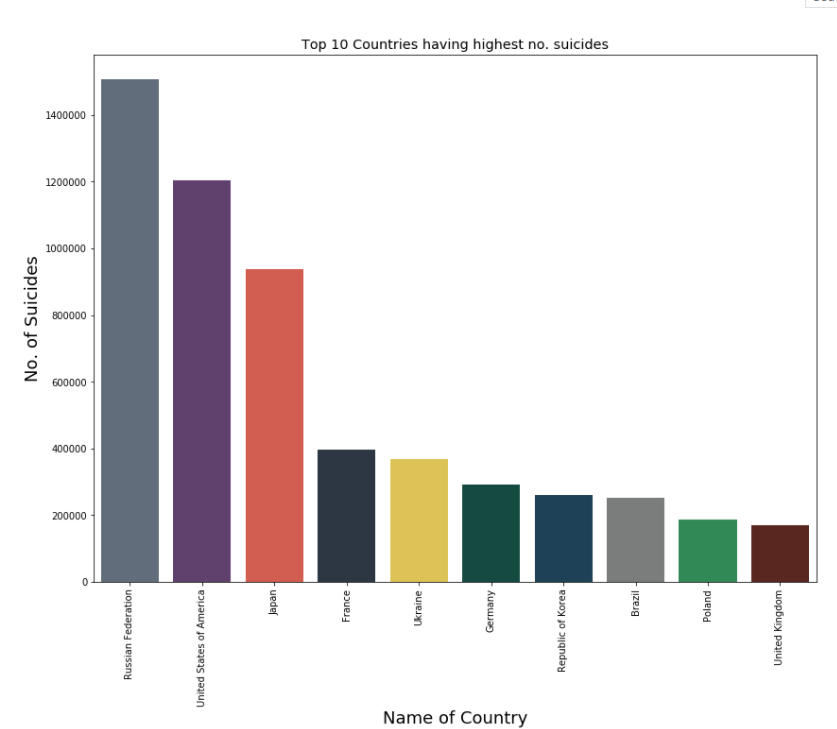 Top 10 Countries having highest no. suicides
No. of Suicides
1400000
1200000
1000000
800000
600000
400000
200000
0
Russian Federation
United States of America
Japan
France
Ukraine
Germany
Republic of Korea
Brazil
Poland
United Kingdom
Name of Country